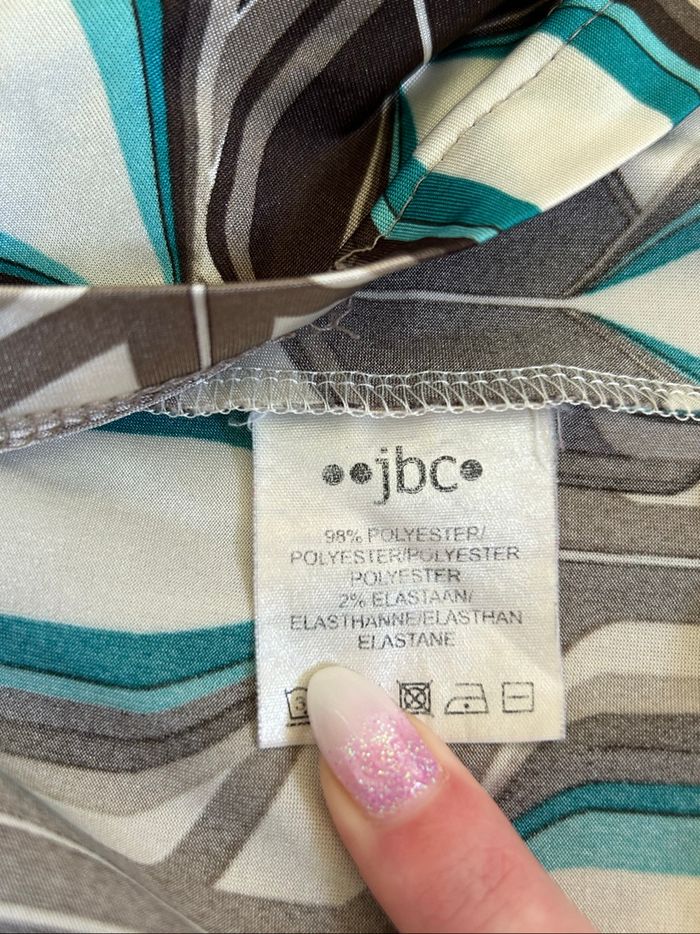 ••jbc•
98% POLYESTER/
POLYESTER/POLYESTER
POLYESTER
2% ELASTAAN/
ELASTHANNE/ELASTHAN
ELASTANE